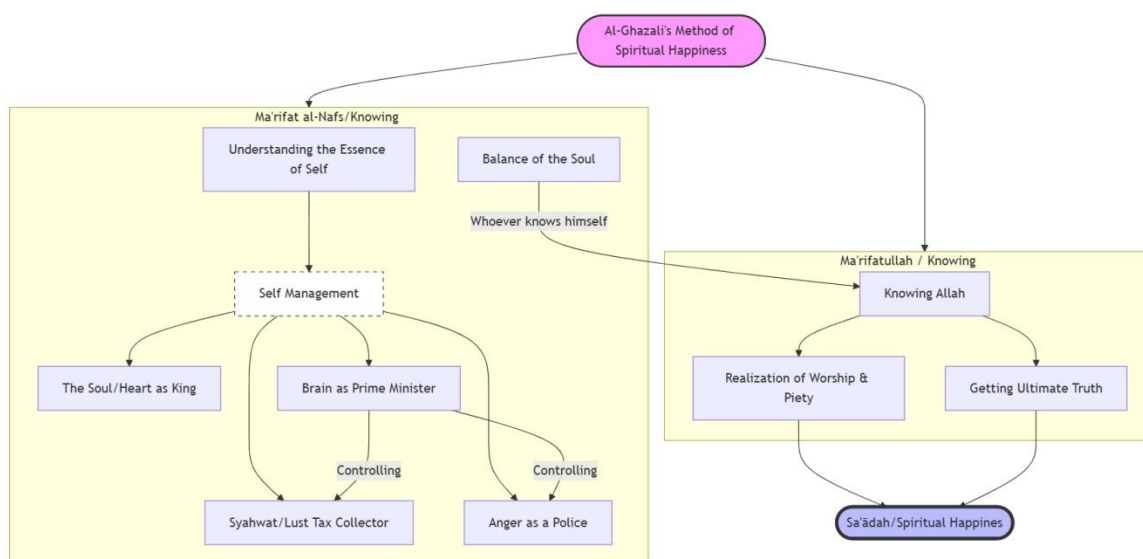 Al-Ghazali's Method of
Spiritual Happiness
Ma'rifat al-Nafs/Knowing
Understanding the Essence
of Self
Balance of the Soul
Whoever knows himself
Self Management
The Soul/Heart as King
Brain as Prime Minister
Controlling
Controlling
Syahwat/Lust Tax Collector
Anger as a Police
Ma'rifatullah / Knowing
Knowing Allah
Realization of Worship &
Piety
Getting Ultimate Truth
Sa'ādah/Spiritual Happines